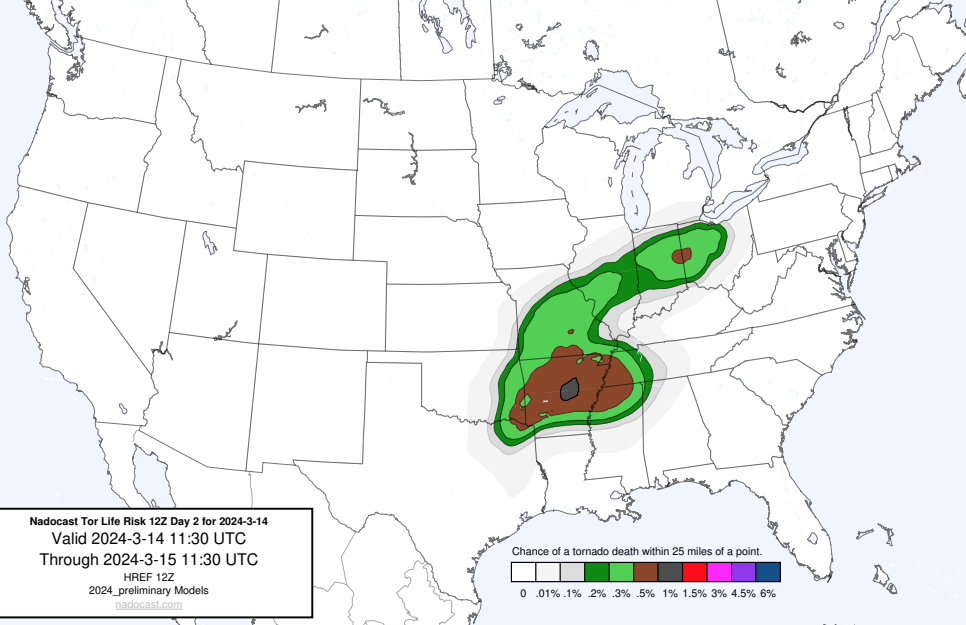 Nadocast Tor Life Risk 12Z Day 2 for 2024-3-14
Valid 2024-3-14 11:30 UTC
Through 2024-3-15 11:30 UTC
HREF 12Z
2024_preliminary Models
nadocast.com
Chance of a tornado death within 25 miles of a point.
0 .01% .1% .2% .3% .5% 1% 1.5% 3% 4.5% 6%